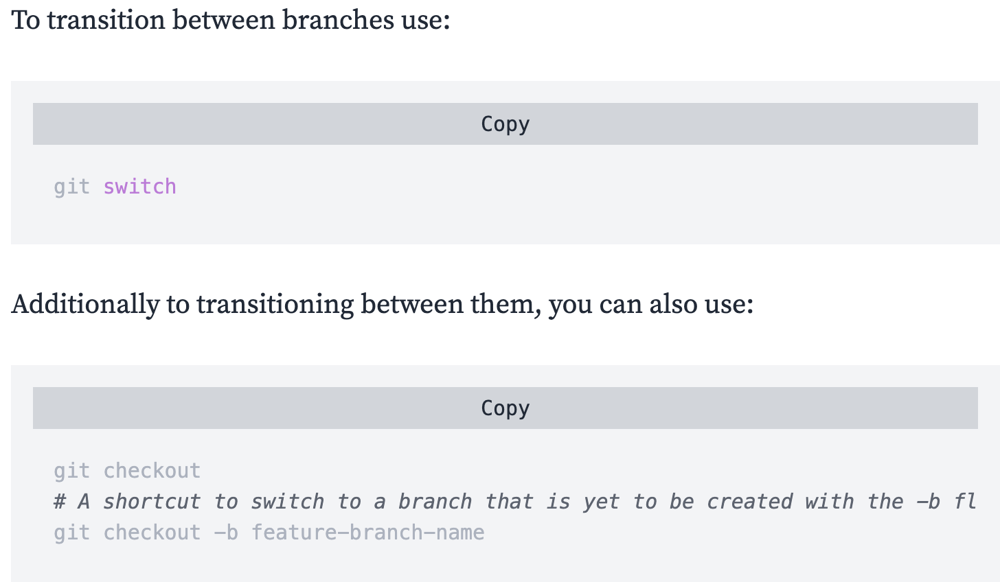 To transition between branches use:
Copy
git switch
Additionally to transitioning between them, you can also use:
Copy
git checkout
# A shortcut to switch to a branch that is yet to be created with the -b fl
git checkout -b feature-branch-name